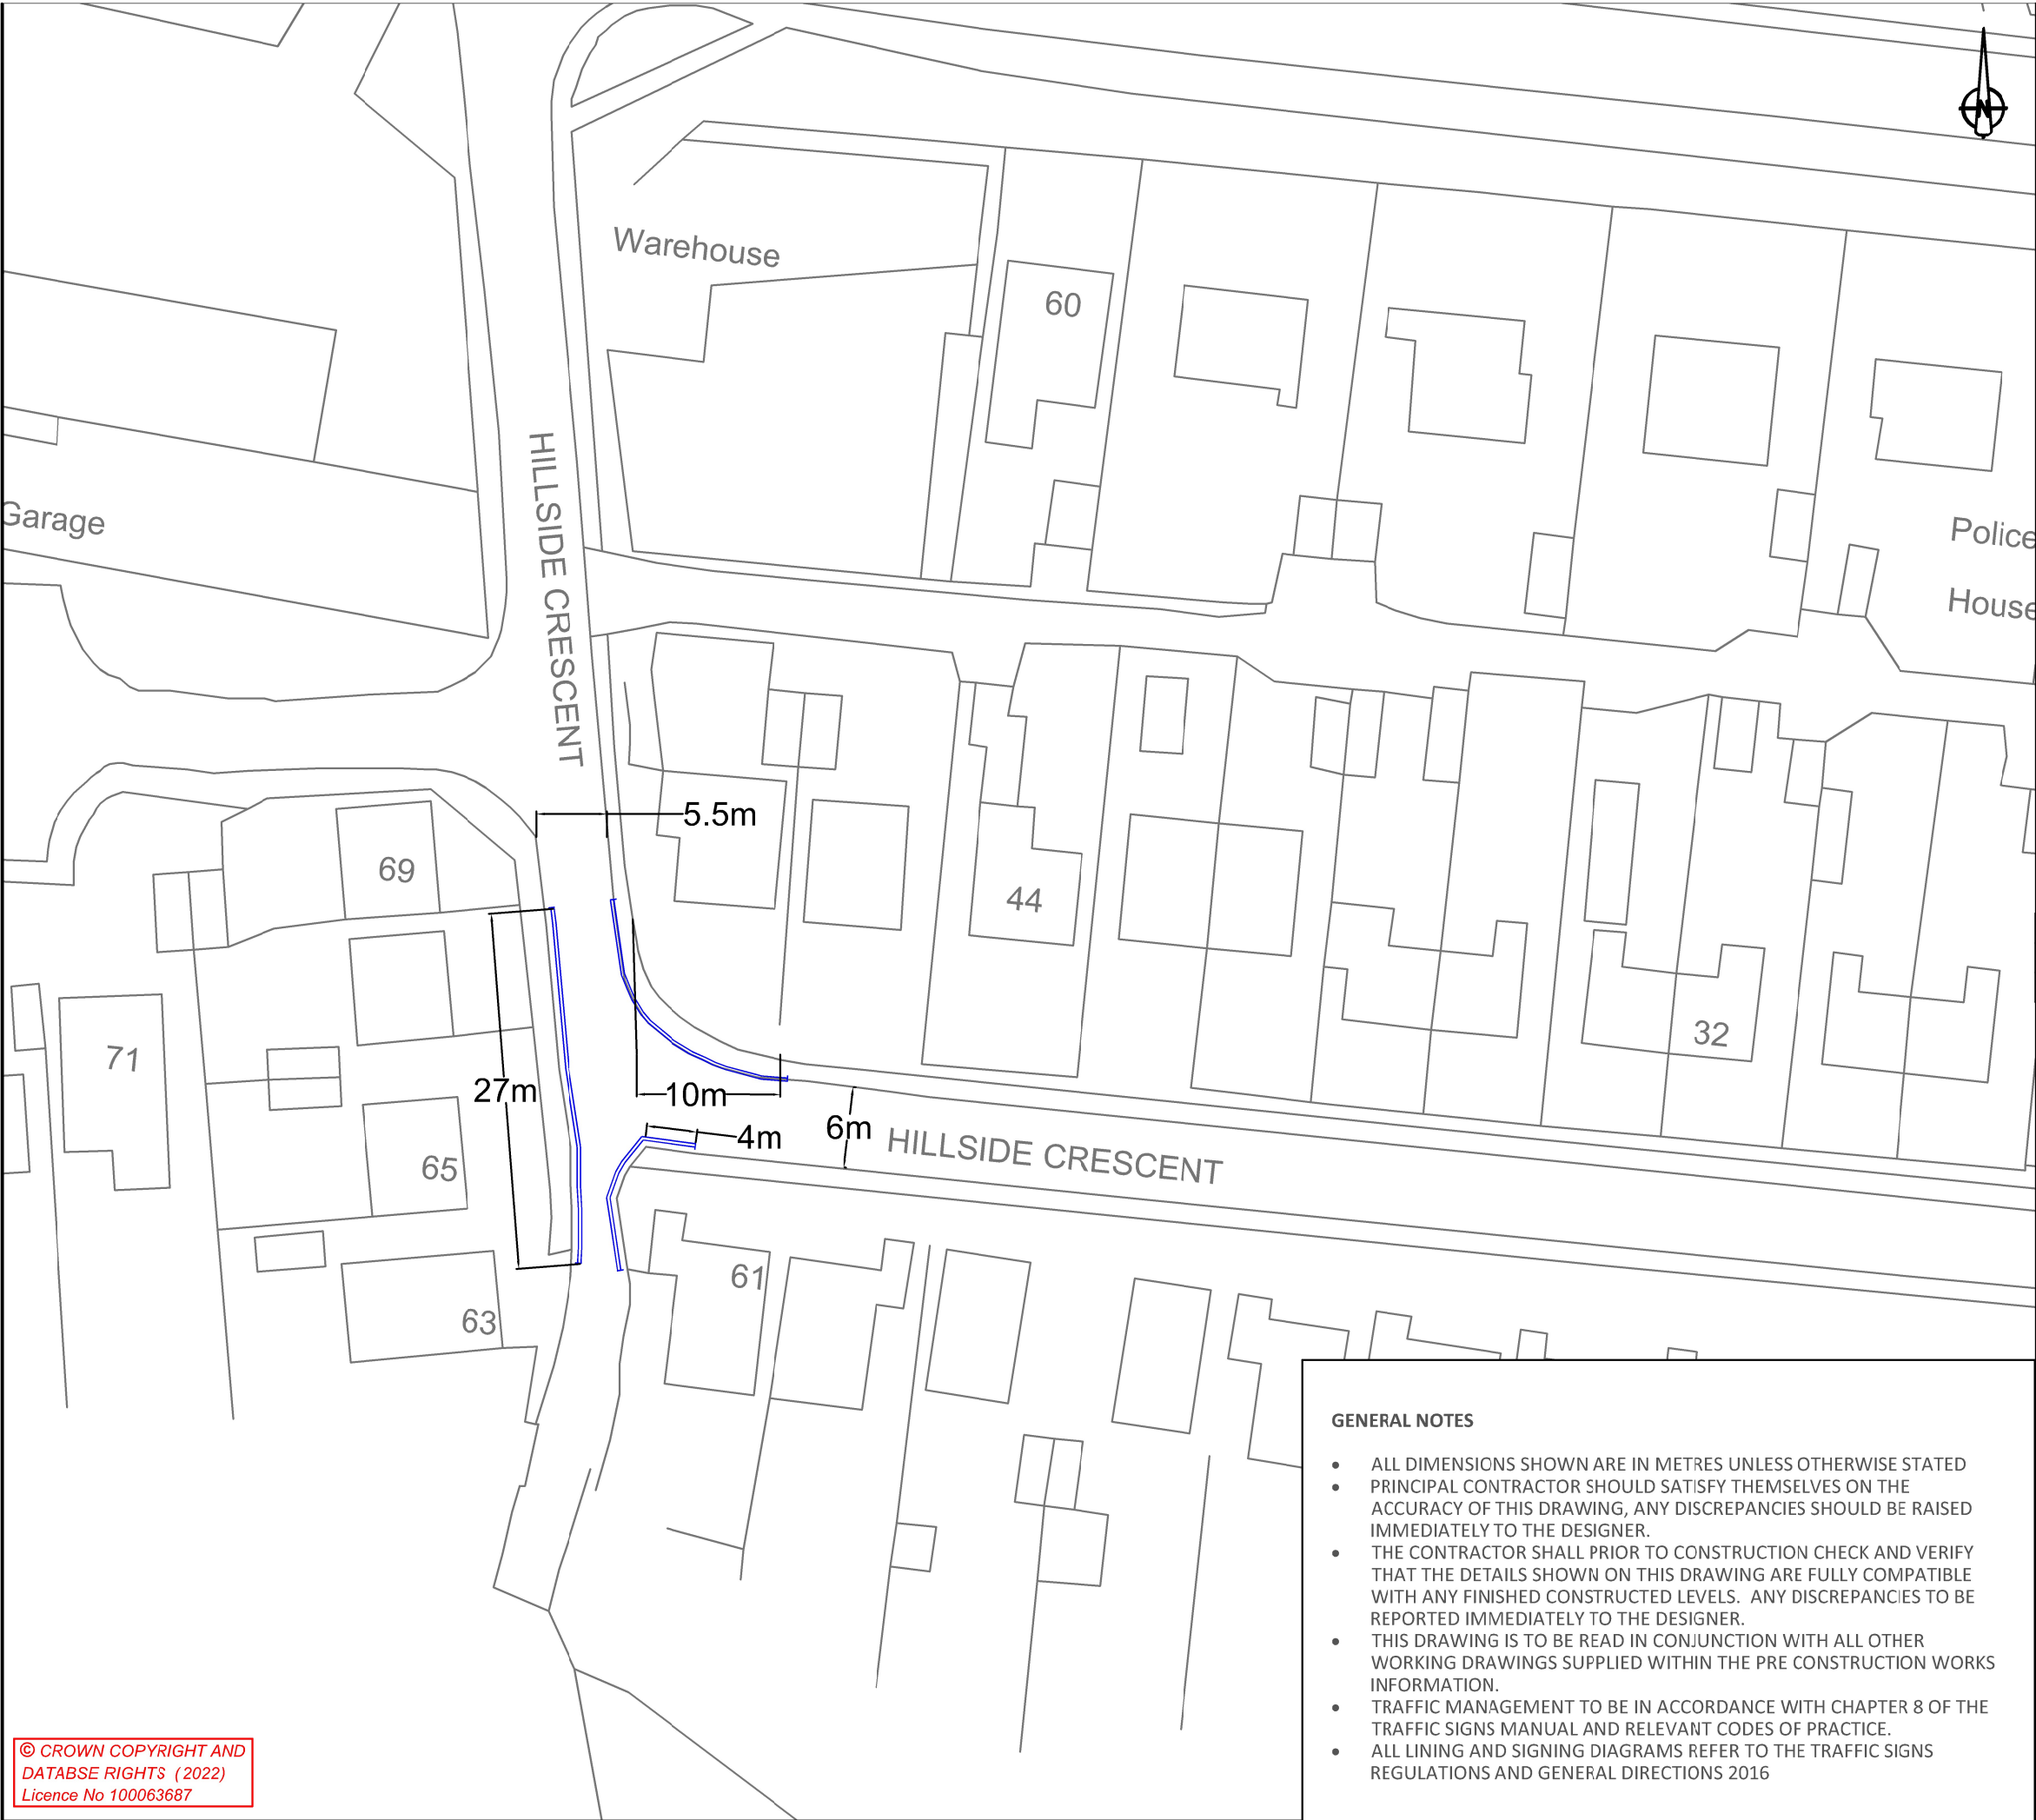 N
Warehouse
60
HILLSIDE CRESCENT
Garage
Police
House
5.5m
69
44
32
71
27m
10m
4m
6m
HILLSIDE CRESCENT
65
61
63
GENERAL NOTES
• ALL DIMENSIONS SHOWN ARE IN METRES UNLESS OTHERWISE STATED
• PRINCIPAL CONTRACTOR SHOULD SATISFY THEMSELVES ON THE
ACCURACY OF THIS DRAWING, ANY DISCREPANCIES SHOULD BE RAISED
IMMEDIATELY TO THE DESIGNER.
• THE CONTRACTOR SHALL PRIOR TO CONSTRUCTION CHECK AND VERIFY
THAT THE DETAILS SHOWN ON THIS DRAWING ARE FULLY COMPATIBLE
WITH ANY FINISHED CONSTRUCTED LEVELS. ANY DISCREPANCIES TO BE
REPORTED IMMEDIATELY TO THE DESIGNER.
• THIS DRAWING IS TO BE READ IN CONJUNCTION WITH ALL OTHER
WORKING DRAWINGS SUPPLIED WITHIN THE PRE CONSTRUCTION WORKS
INFORMATION.
• TRAFFIC MANAGEMENT TO BE IN ACCORDANCE WITH CHAPTER 8 OF THE
TRAFFIC SIGNS MANUAL AND RELEVANT CODES OF PRACTICE.
• ALL LINING AND SIGNING DIAGRAMS REFER TO THE TRAFFIC SIGNS
REGULATIONS AND GENERAL DIRECTIONS 2016
© CROWN COPYRIGHT AND
DATABSE RIGHTS (2022)
Licence No 100063687